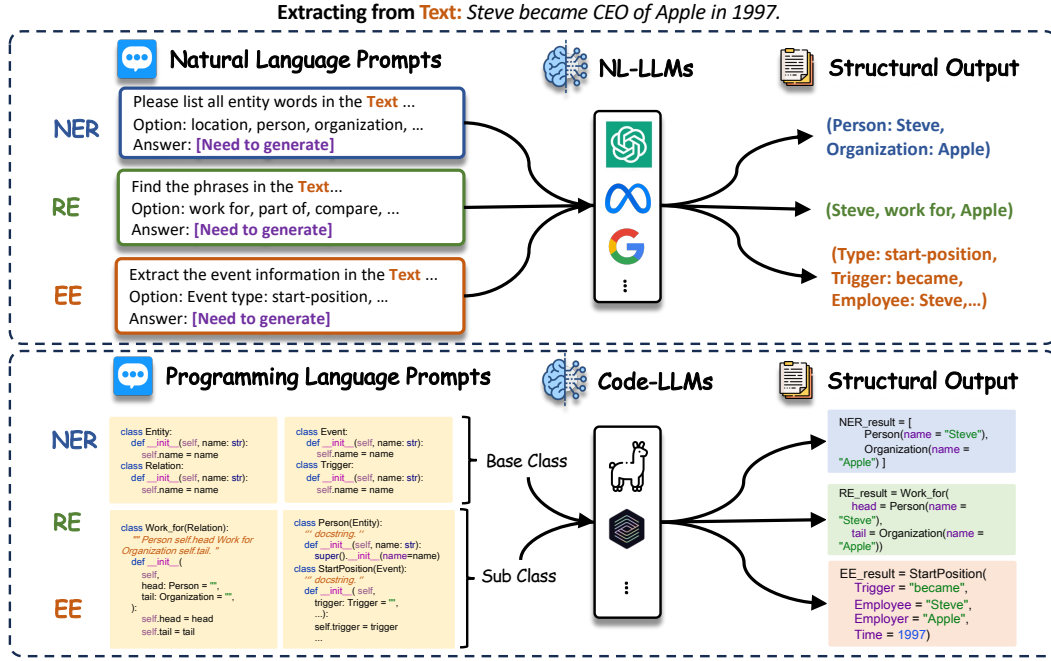 Extracting from Text: Steve became CEO of Apple in 1997.
Natural Language Prompts
NL-LLMs
Structural Output
NER
Please list all entity words in the Text ...
Option: location, person, organization, ...
Answer: [Need to generate]
(Person: Steve,
Organization: Apple)
RE
Find the phrases in the Text...
Option: work for, part of, compare, ...
Answer: [Need to generate]
(Steve, work for, Apple)
EE
Extract the event information in the Text ...
Option: Event type: start-position, ...
Answer: [Need to generate]
(Type: start-position,
Trigger: became,
Employee: Steve,...)
Programming Language Prompts
Code-LLMs
Structural Output
NER
class Entity:
def __init__(self, name: str):
self.name = name
class Relation:
def __init__(self, name: str):
self.name = name
class Event:
def __init__(self, name: str):
self.name = name
class Trigger:
def __init__(self, name: str):
self.name = name
Base Class
NER_result = [
Person(name = "Steve"),
Organization(name =
"Apple") ]
RE
EE
class Work_for(Relation):
"" Person self.head Work for
Organization self.tail. "
def __init__(
self,
head: Person = "",
tail: Organization = "",
):
self.head = head
self.tail = tail
class Person(Entity):
''' docstring. ''
def __init__(self, name: str):
super().__init__(name=name)
class StartPosition(Event):
''' docstring. ''
def __init__( self,
trigger: Trigger = "",
...):
self.trigger = trigger
...
Sub Class
RE_result = Work_for(
head = Person(name =
"Steve"),
tail = Organization(name =
"Apple"))
EE_result = StartPosition(
Trigger = "became",
Employee = "Steve",
Employer = "Apple",
Time = 1997)